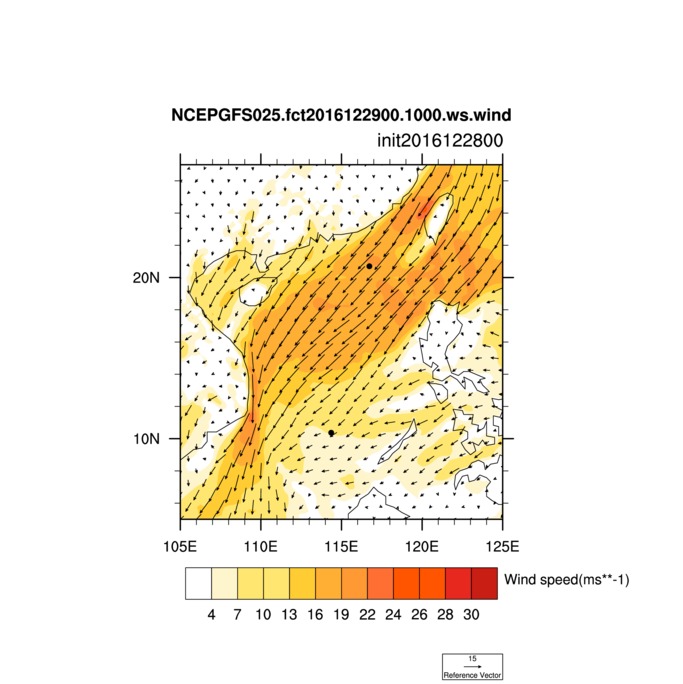 NCEPGFS025.fct2016122900.1000.ws.wind
init2016122800
20N
10N
105E 110E 115E 120E 125E
Wind speed(ms**-1)
4 7 10 13 16 19 22 24 26 28 30
15
Reference Vector